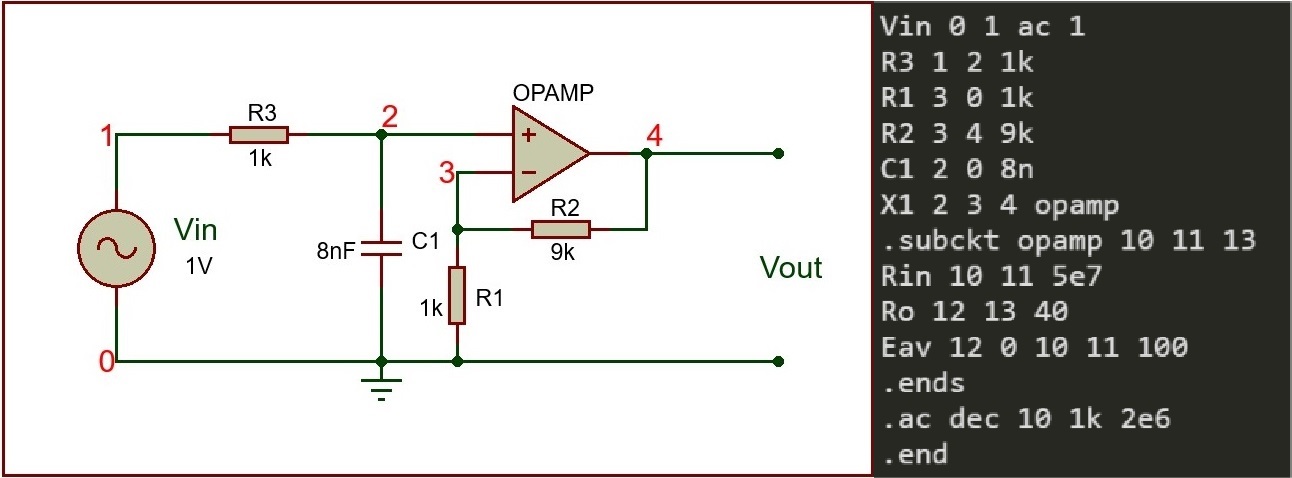 OPAMP
R3
1k
1
2
3
4
+
−
R2
9k
Vin
1V
8nF
C1
1k
R1
Vout
0
Vin 0 1 ac 1
R3 1 2 1k
R1 3 0 1k
R2 3 4 9k
C1 2 0 8n
X1 2 3 4 opamp
.subckt opamp 10 11 13
Rin 10 11 5e7
Ro 12 13 40
Eav 12 0 10 11 100
.ends
.ac dec 10 1k 2e6
.end